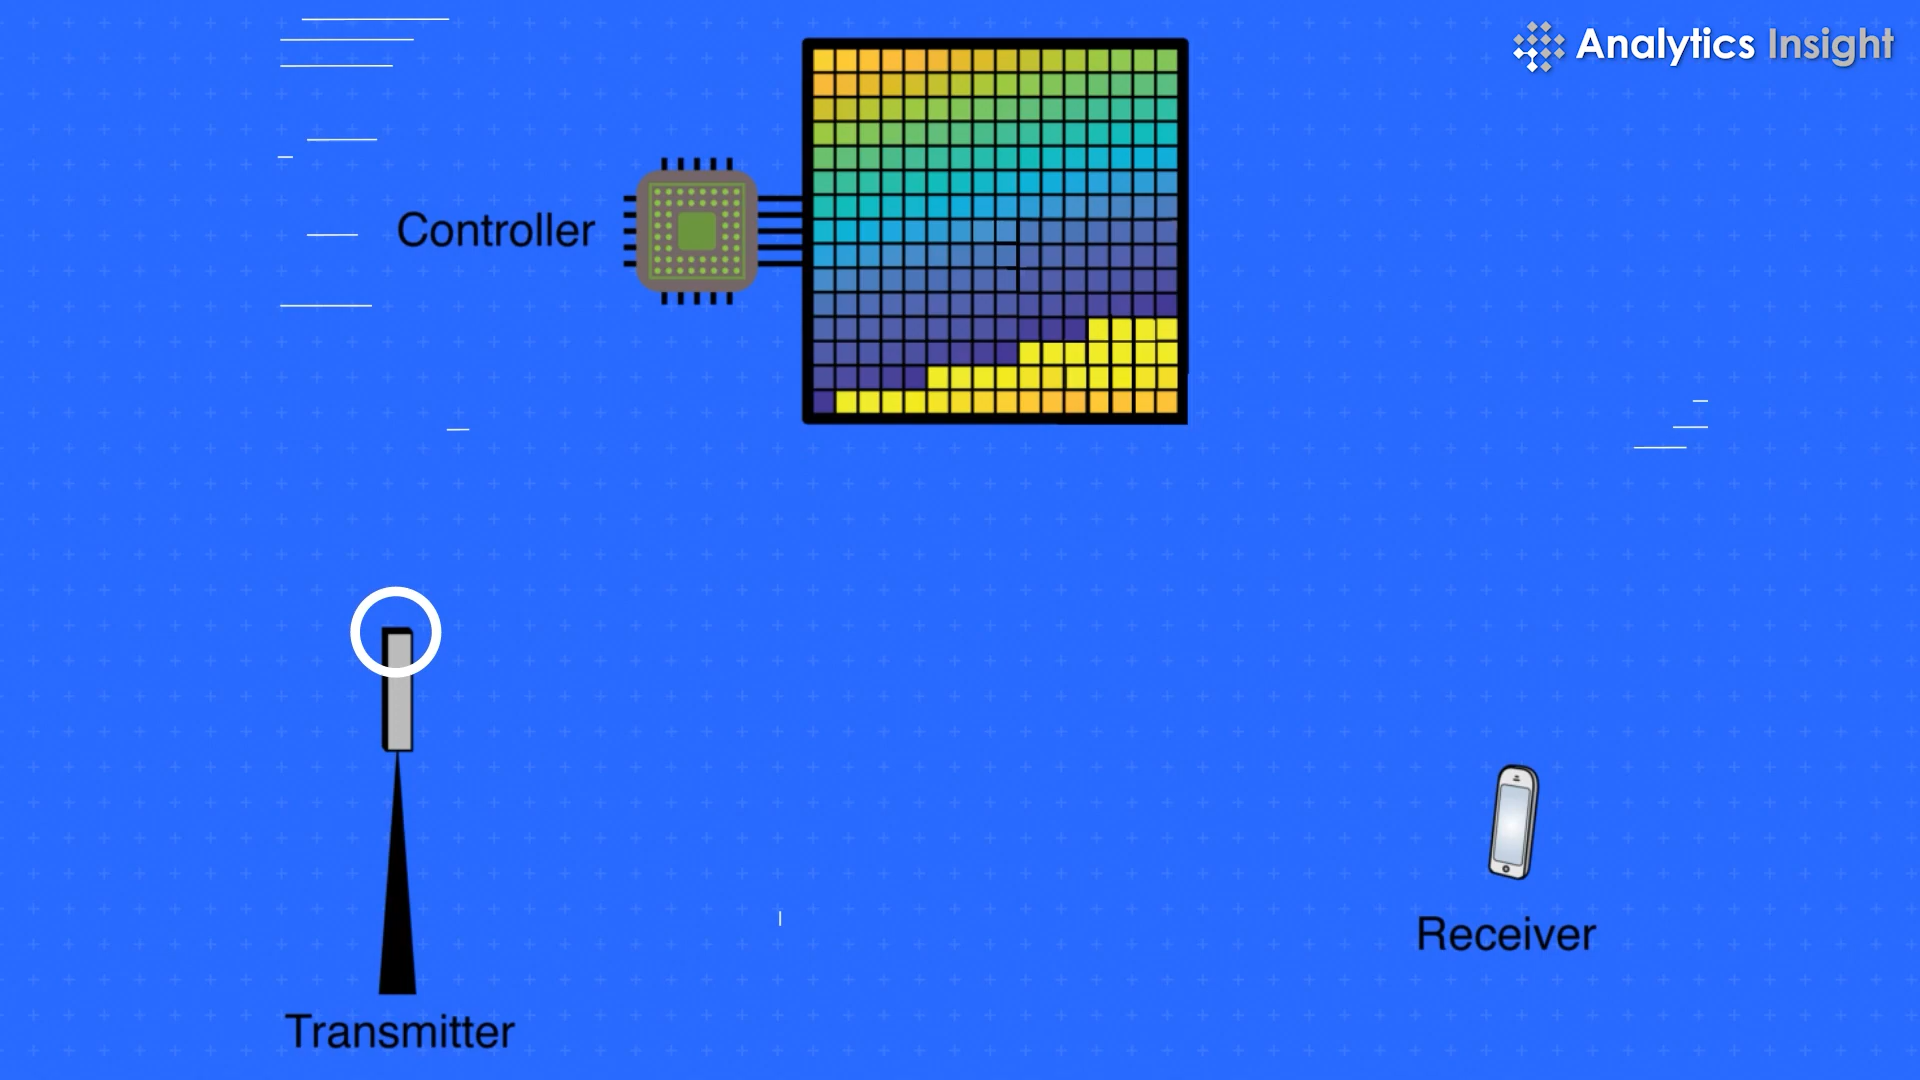 Analytics Insight
Controller
Receiver
Transmitter